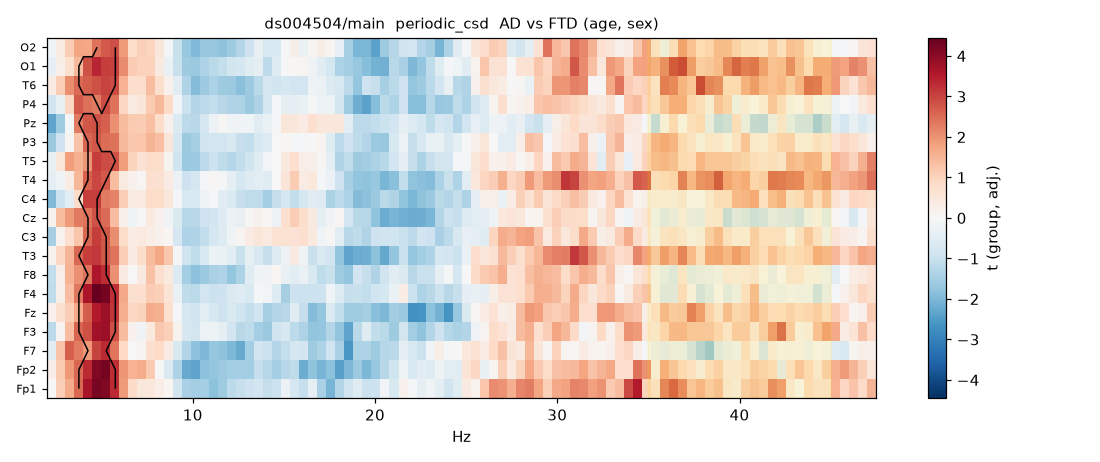 ds004504/main  periodic_csd  AD vs FTD (age, sex)
O2
O1
T6
P4
Pz
P3
T5
T4
C4
Cz
C3
T3
F8
F4
Fz
F3
F7
Fp2
Fp1
10
20
30
40
Hz
4
3
2
1
0
−1
−2
−3
−4
t (group, adj.)